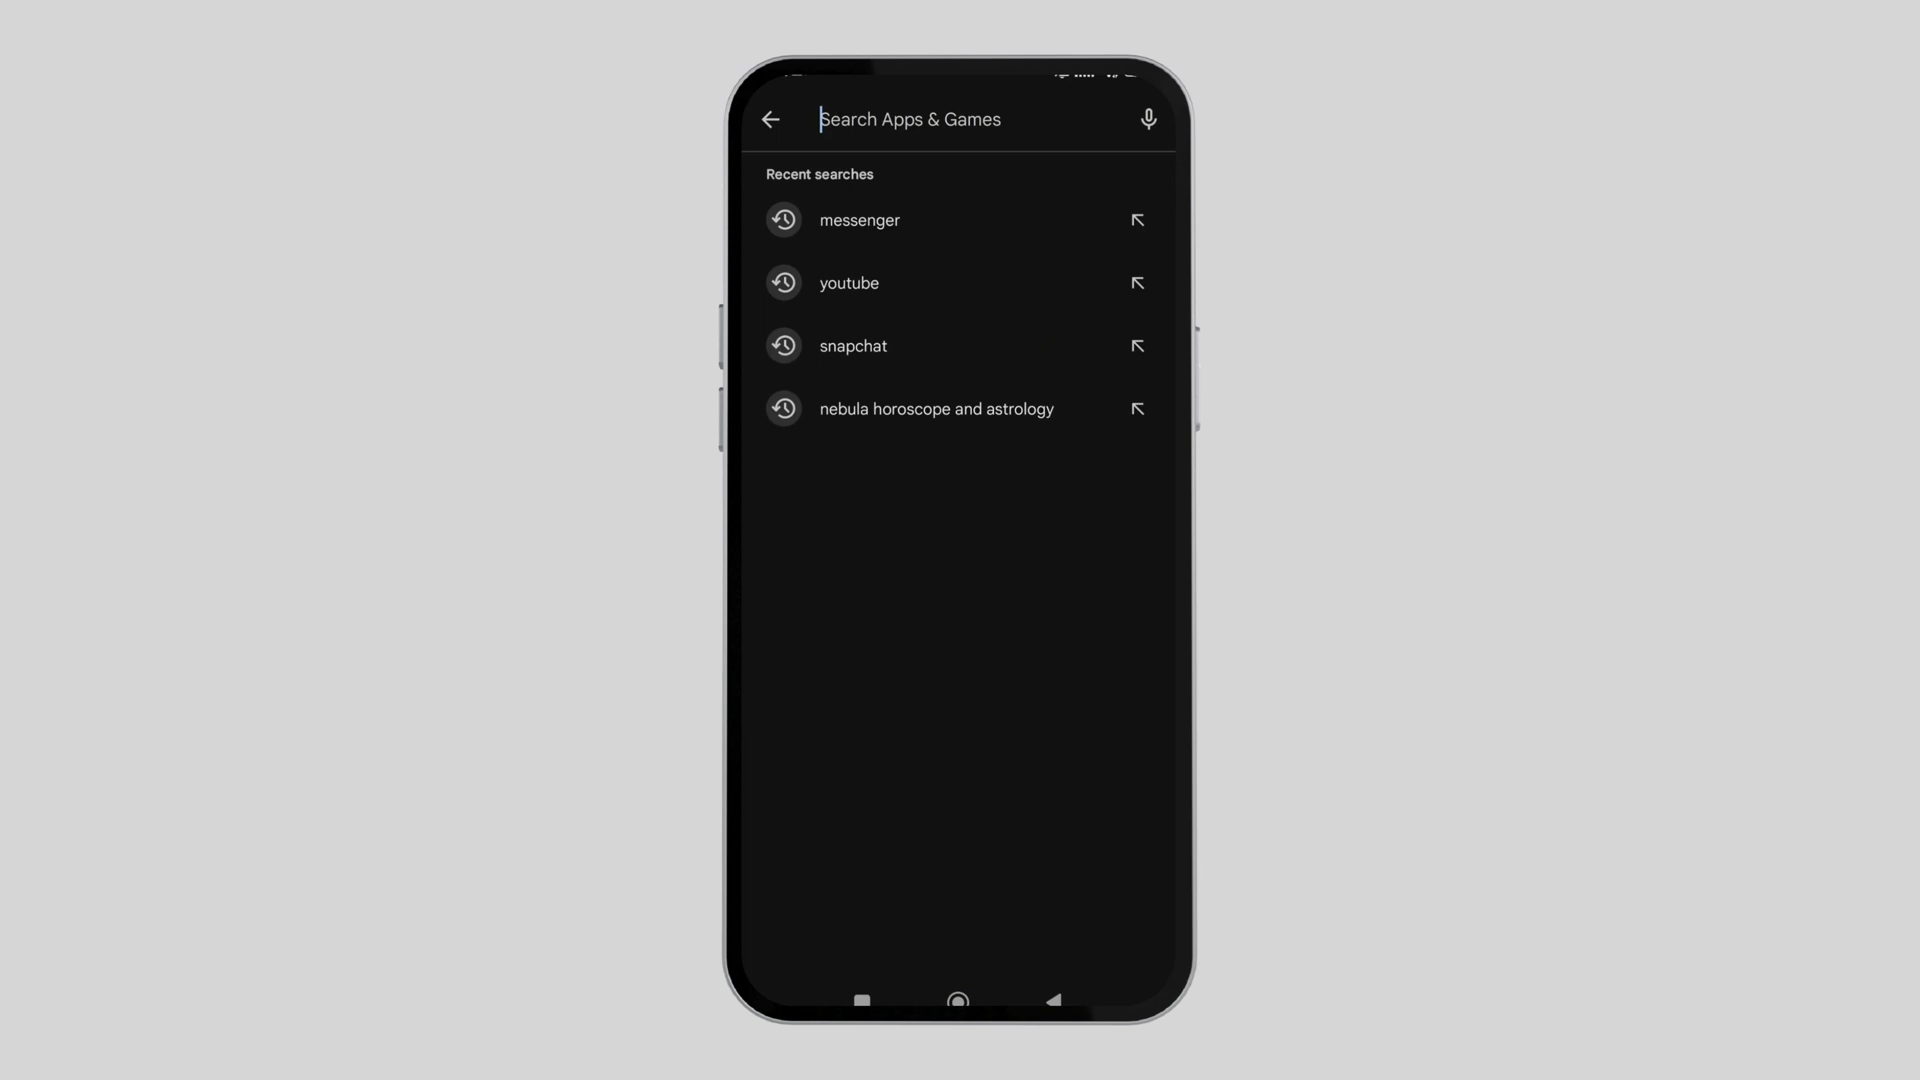 Search Apps & Games
Recent searches
messenger
youtube
snapchat
nebula horoscope and astrology